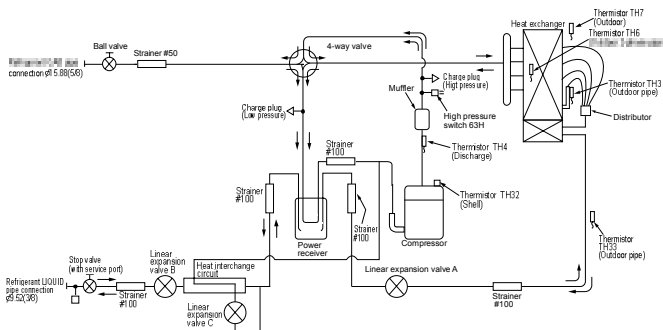 Ball valve
Strainer #50
connection ø15.88(5/8)
4-way valve
Heat exchanger
Thermistor TH7
(Outdoor)
Thermistor TH6
Thermistor TH3
(Outdoor pipe)
Distributor
Charge plug
(High pressure)
Muffler
High pressure
switch 63H
Charge plug
(Low pressure)
Thermistor TH4
(Discharge)
Strainer
#100
Strainer
#100
Thermistor TH32
(Shell)
Strainer
#100
Power
receiver
Compressor
Thermistor
TH33
(Outdoor pipe)
Stop valve
(with service port)
Linear
expansion
valve B
Heat interchange
circuit
Linear expansion valve A
Refrigerant LIQUID
pipe connection
ø9.52(3/8)
Strainer
#100
Linear
expansion
valve C
Strainer
#100